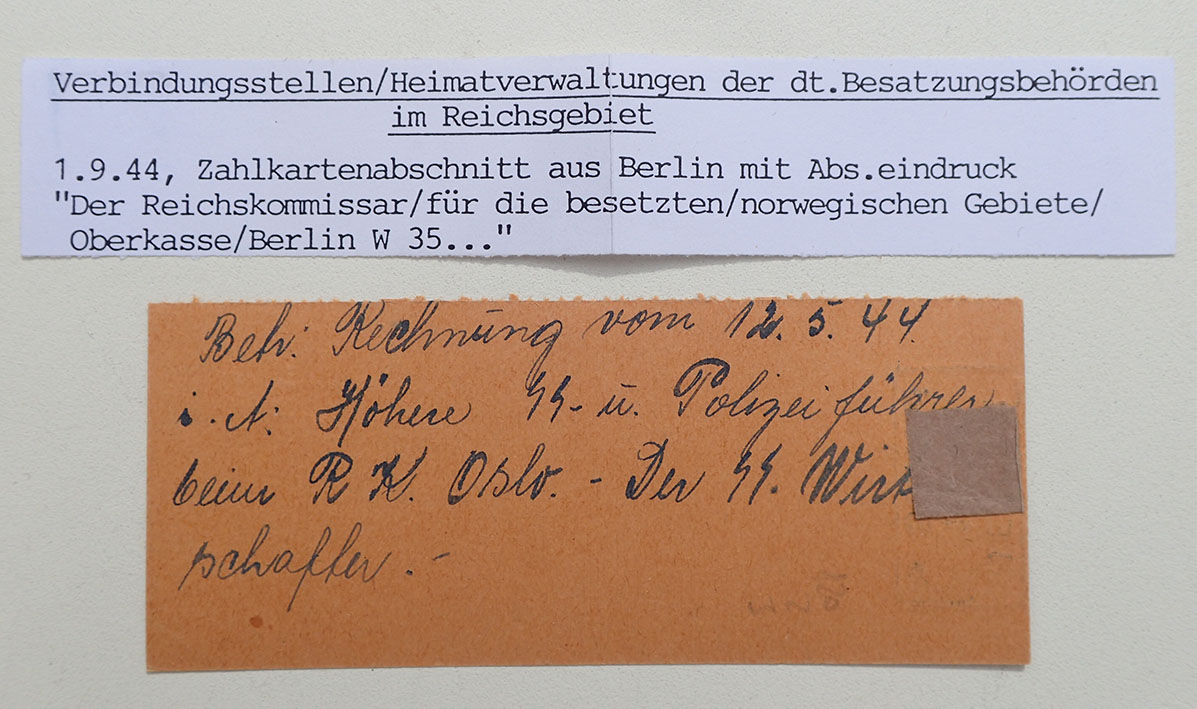 Verbindungsstellen/Heimatverwaltungen der dt.Besatzungsbehörden
im Reichsgebiet
1.9.44, Zahlkartenabschnitt aus Berlin mit Abs.eindruck
"Der Reichskommissar/für die besetzten/norwegischen Gebiete/
Oberkasse/Berlin W 35..."
Betr. Rechnung vom 12.5.44.
i.A. Höhere SS- u. Polizeiführer
beim R K. Oslo. - Der SS. Wirt
schafter. -